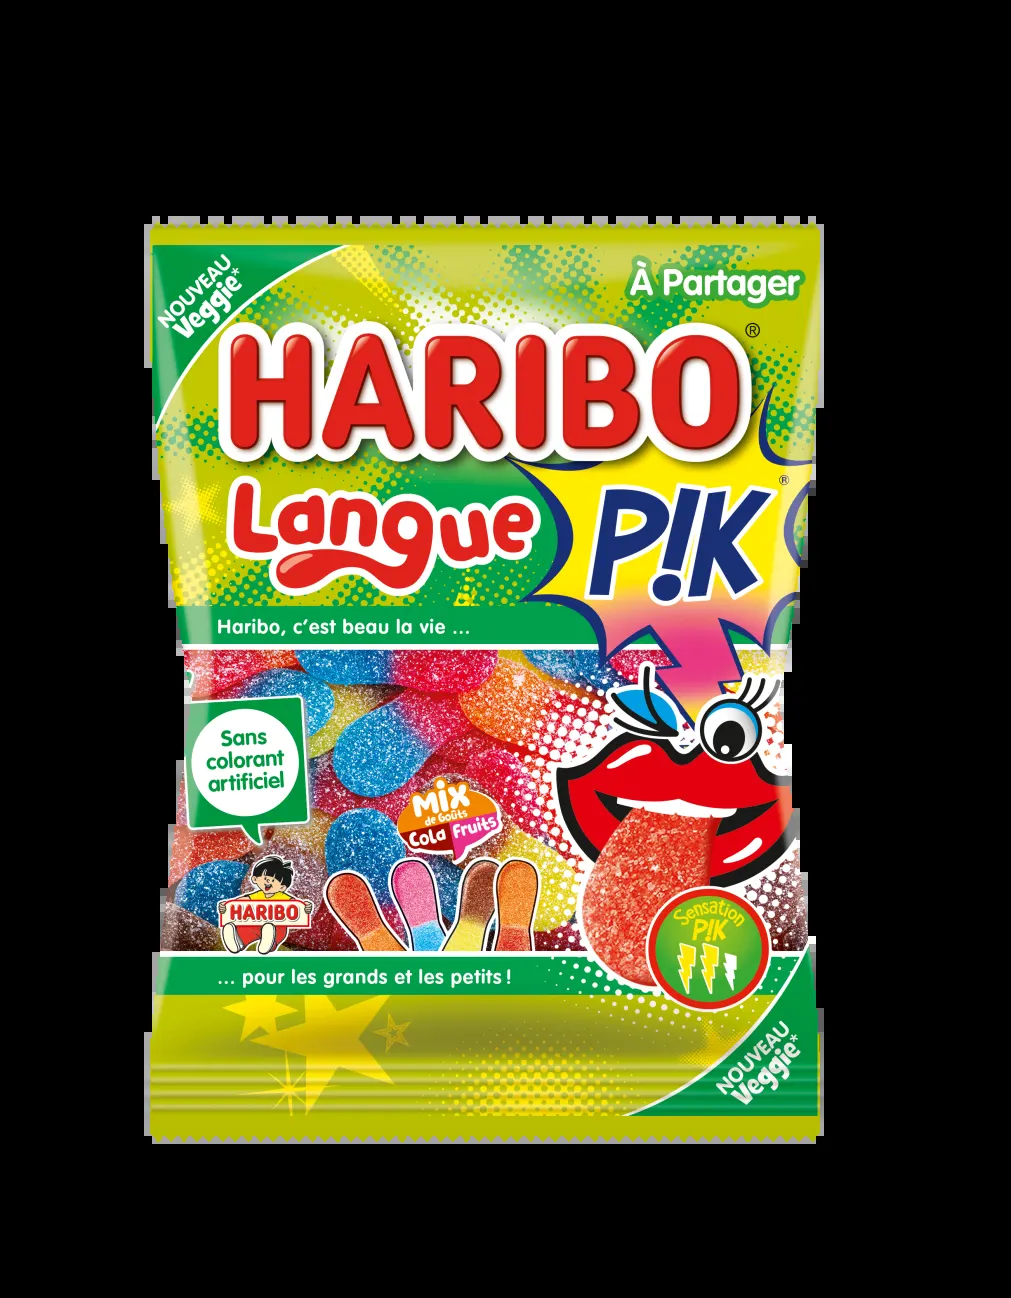 NOUVEAU
Veggie*
À Partager
HARIBO®
Langue
P!K®
Haribo, c'est beau la vie ...
Sans
colorant
artificiel
Mix
de Goûts
Cola Fruits
HARIBO
Sensation
P!K
... pour les grands et les petits !
NOUVEAU
Veggie*